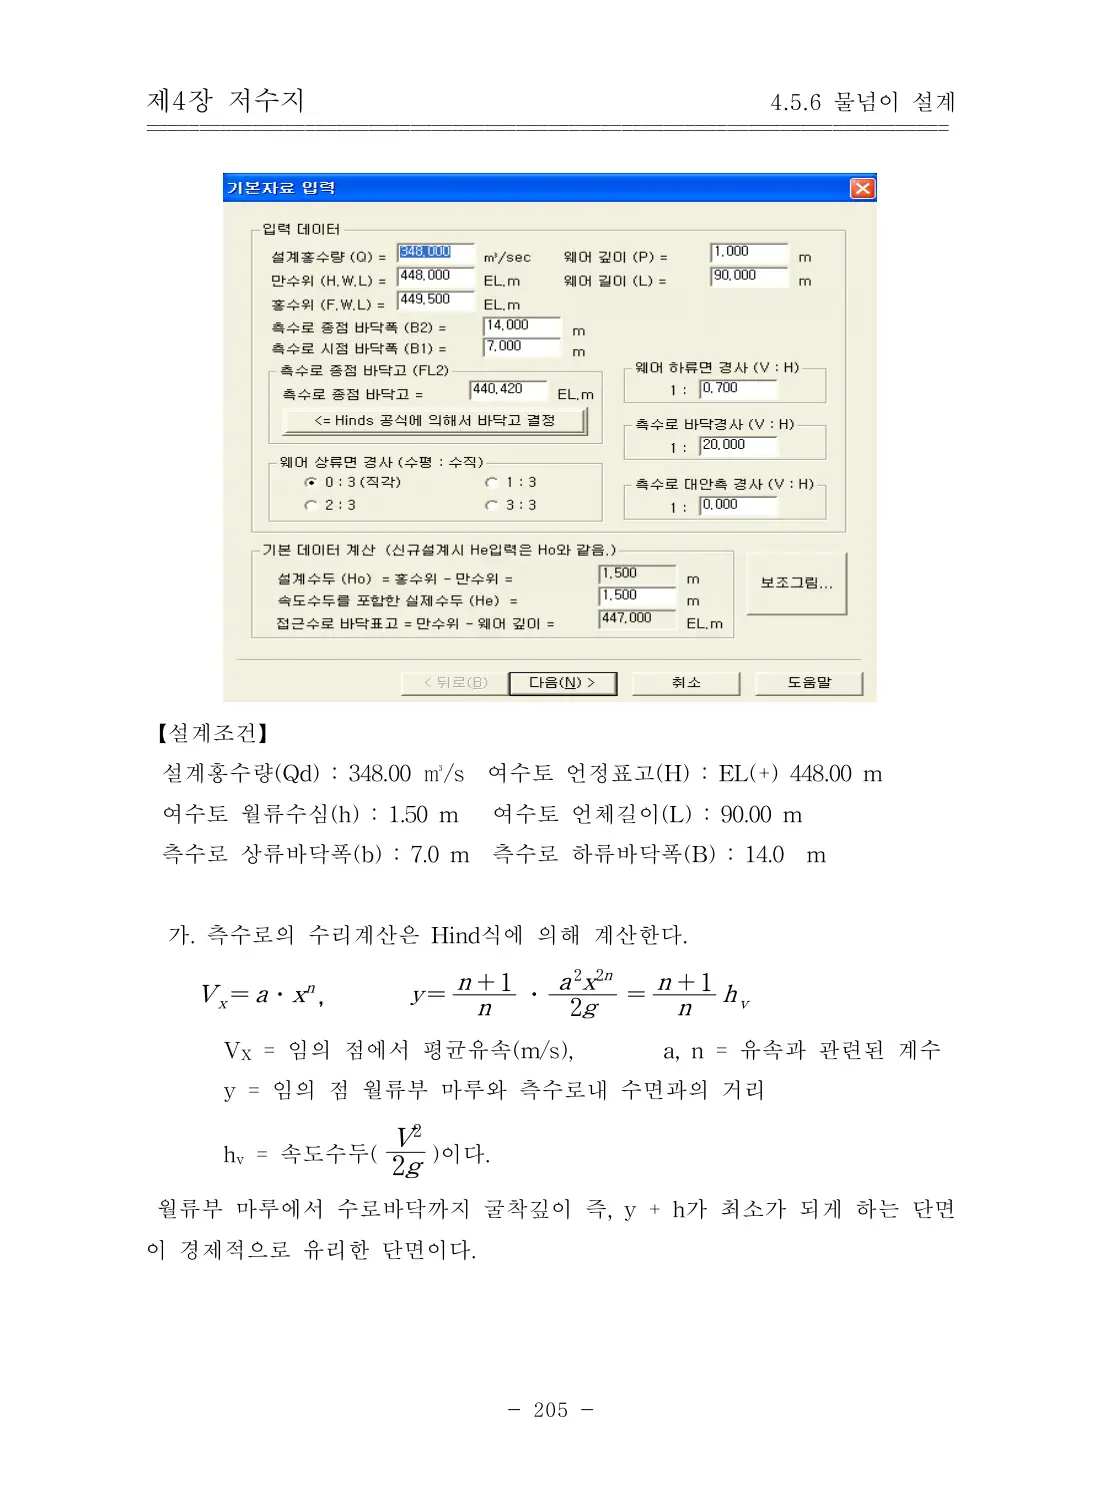 제4장 저수지 4.5.6 물넘이 설계
기본자료 입력
입력 데이터
설계홍수량 (Q) = 348,000 m³/sec 웨어 깊이 (P) = 1,000 m
만수위 (H.W.L) = 448,000 EL.m 웨어 길이 (L) = 90,000 m
홍수위 (F.W.L) = 449,500 EL.m
측수로 종점 바닥폭 (B2) = 14,000 m
측수로 시점 바닥폭 (B1) = 7,000 m
측수로 종점 바닥고 (FL2) 웨어 하류면 경사 (V : H)
측수로 종점 바닥고 = 440,420 EL.m 1 : 0,700
<= Hinds 공식에 의해서 바닥고 결정
측수로 바닥경사 (V : H)
1 : 20,000
웨어 상류면 경사 (수평 : 수직)
0 : 3 (직각) 1 : 3
측수로 대안측 경사 (V : H)
2 : 3 3 : 3 1 : 0,000
기본 데이터 계산 (신규설계시 He입력은 Ho와 같음.)
설계수두 (Ho) = 홍수위 - 만수위 = 1,500 m
속도수두를 포함한 실제수두 (He) = 1,500 m
접근수로 바닥표고 = 만수위 - 웨어 깊이 = 447,000 EL.m
보조그림...
< 뒤로(B) 다음(N) > 취소 도움말
【설계조건】
설계홍수량(Qd) : 348.00 ㎥/s 여수토 언정표고(H) : EL(+) 448.00 m
여수토 월류수심(h) : 1.50 m 여수토 언체길이(L) : 90.00 m
측수로 상류바닥폭(b) : 7.0 m 측수로 하류바닥폭(B) : 14.0 m
가. 측수로의 수리계산은 Hind식에 의해 계산한다.
Vₓ = a · xⁿ, y = (n+1)/n · a²x²ⁿ/2g = (n+1)/n hᵥ
V_X = 임의 점에서 평균유속(m/s), a, n = 유속과 관련된 계수
y = 임의 점 월류부 마루와 측수로내 수면과의 거리
hᵥ = 속도수두( V²/2g )이다.
월류부 마루에서 수로바닥까지 굴착깊이 즉, y + h가 최소가 되게 하는 단면
이 경제적으로 유리한 단면이다.
- 205 -